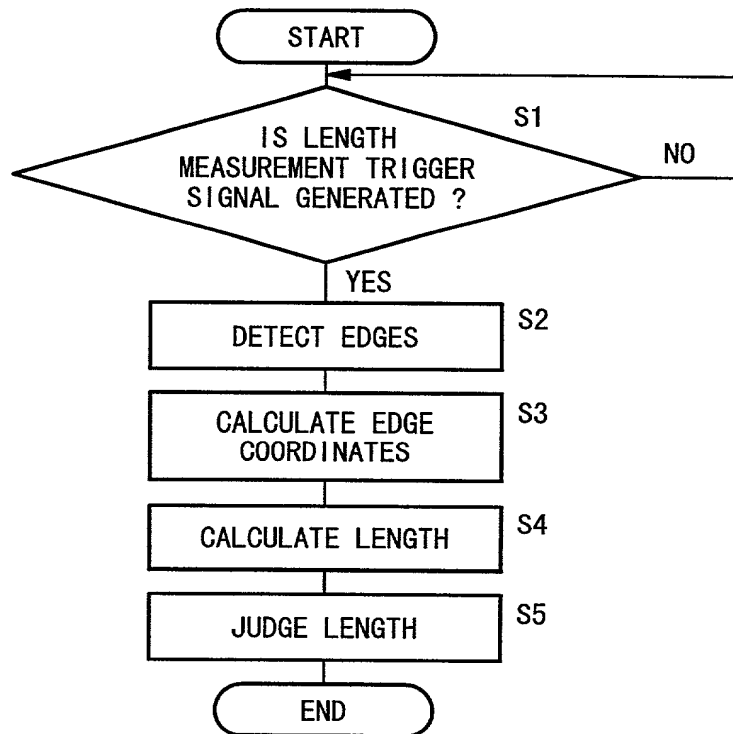 START
S1
IS LENGTH
MEASUREMENT TRIGGER
SIGNAL GENERATED ?
NO
YES
DETECT EDGES
S2
CALCULATE EDGE
COORDINATES
S3
CALCULATE LENGTH
S4
JUDGE LENGTH
S5
END